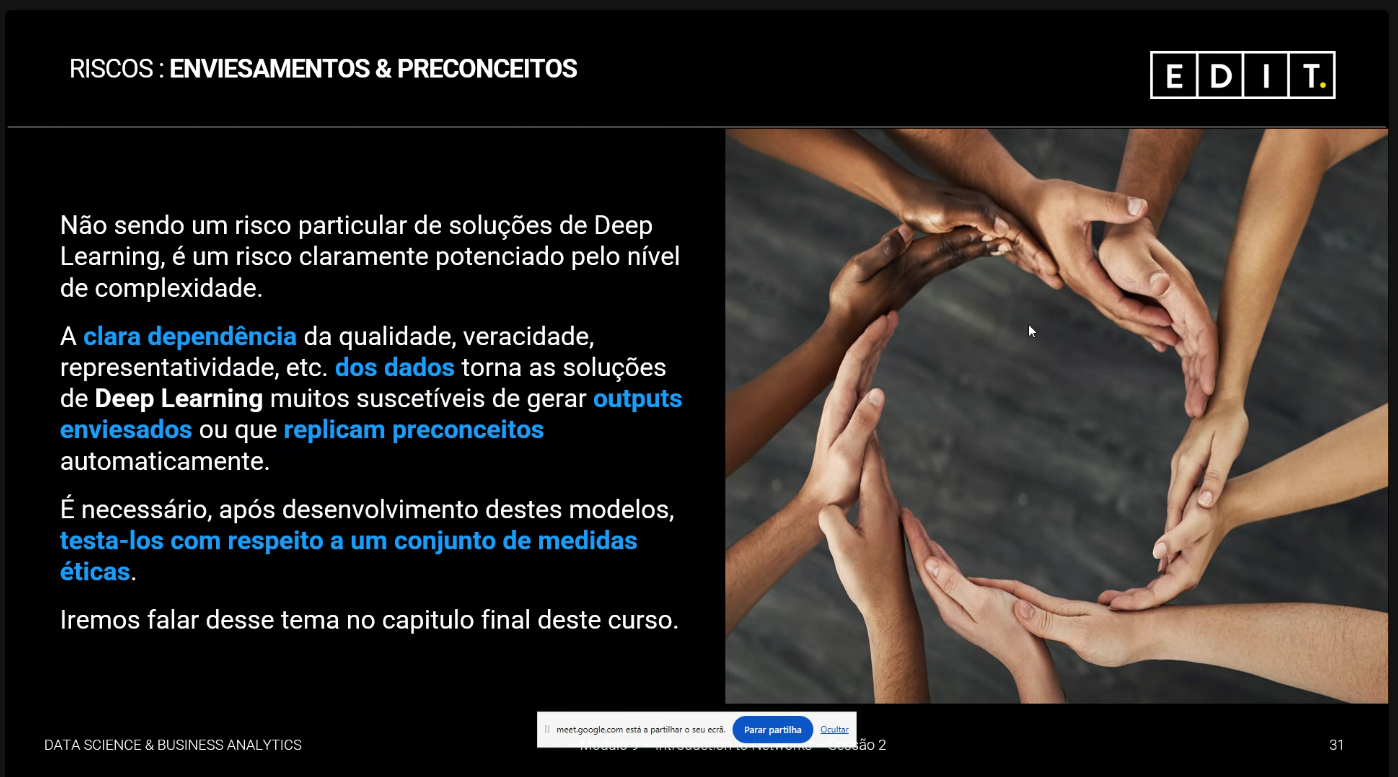 RISCOS : ENVIESAMENTOS & PRECONCEITOS
EDIT.
Não sendo um risco particular de soluções de Deep
Learning, é um risco claramente potenciado pelo nível
de complexidade.
A clara dependência da qualidade, veracidade,
representatividade, etc. dos dados torna as soluções
de Deep Learning muitos suscetíveis de gerar outputs
enviesados ou que replicam preconceitos
automaticamente.
É necessário, após desenvolvimento destes modelos,
testa-los com respeito a um conjunto de medidas
éticas.
Iremos falar desse tema no capitulo final deste curso.
meet.google.com está a partilhar o seu ecrã.
Parar partilha
Ocultar
DATA SCIENCE & BUSINESS ANALYTICS
Introduction to Networks
2
31